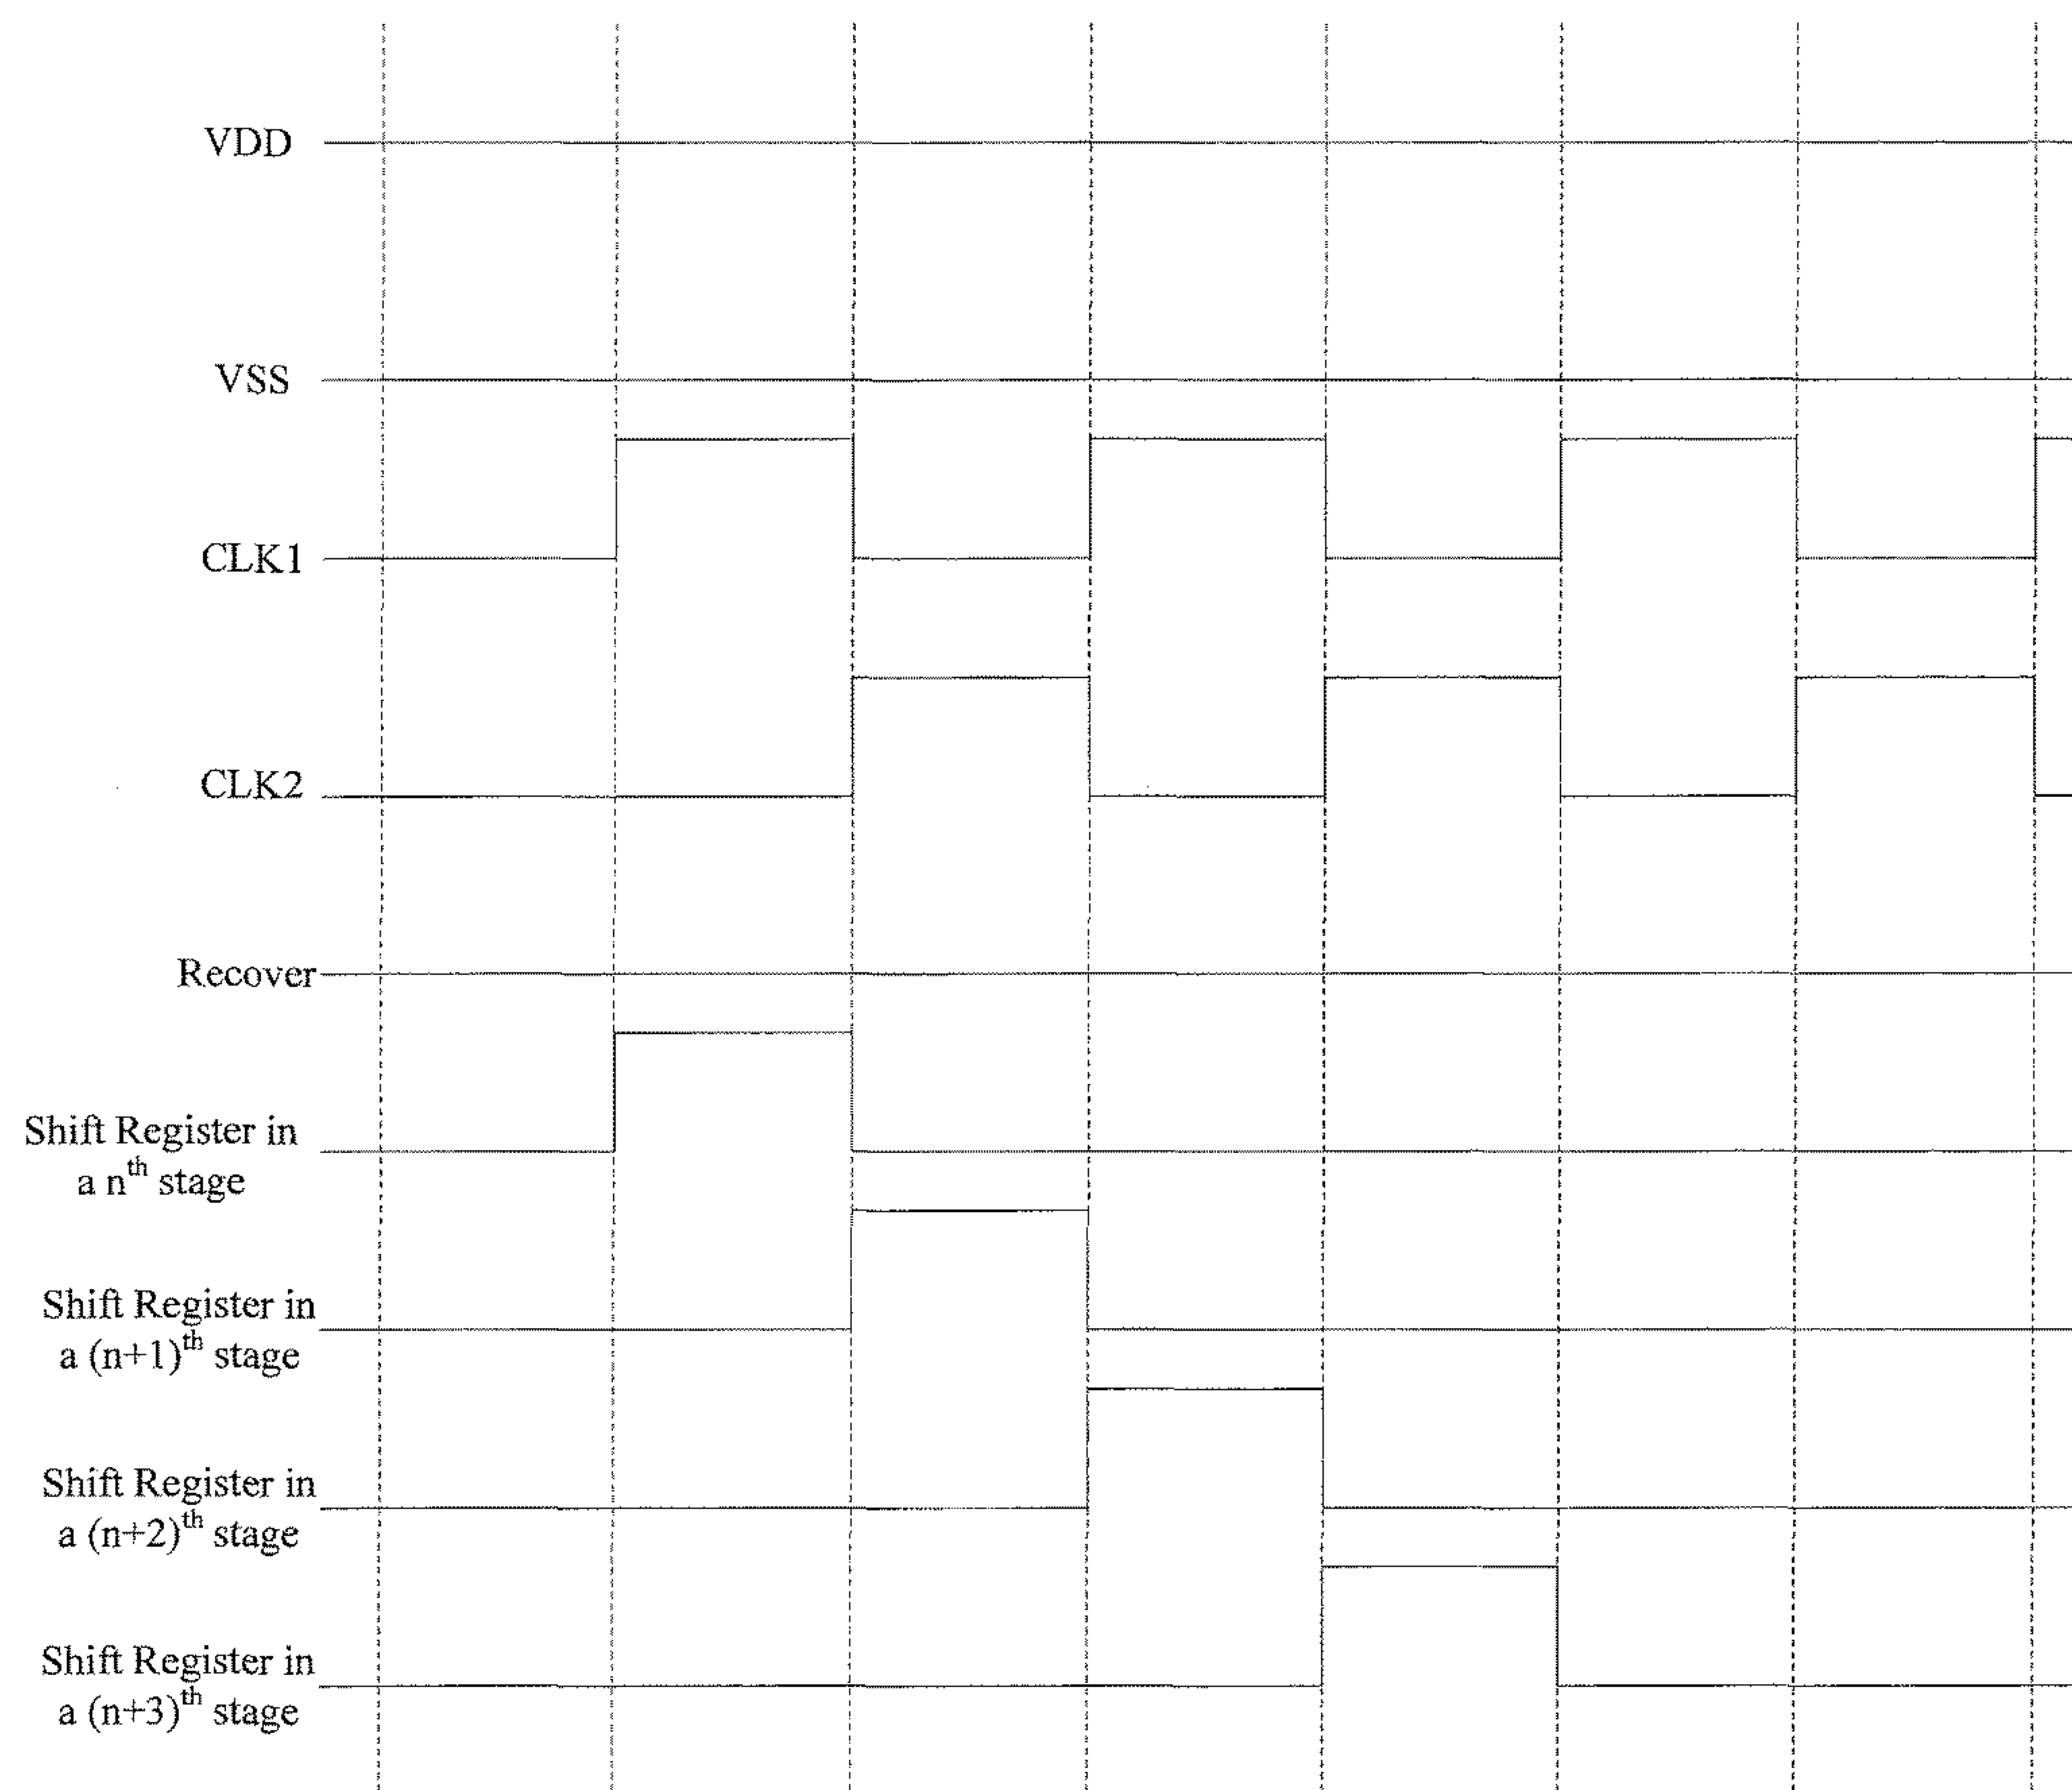 VDD
VSS
CLK1
CLK2
Recover
Shift Register in
a nth stage
Shift Register in
a (n+1)th stage
Shift Register in
a (n+2)th stage
Shift Register in
a (n+3)th stage